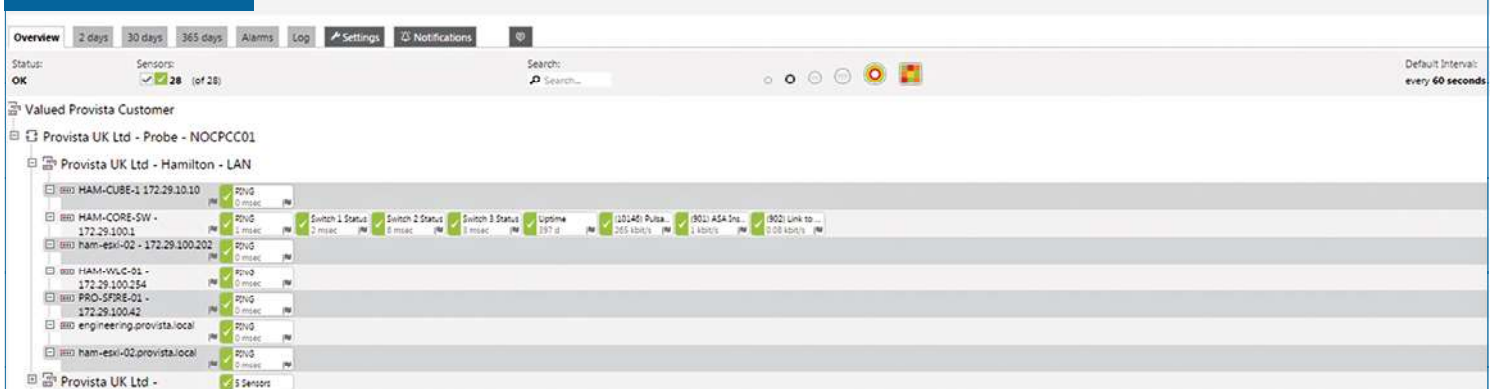 Overview 2 days 30 days 365 days Alarms Log Settings Notifications
Status: Sensors: Search: Default Interval:
OK 28 (of 28) Search... every 60 seconds
Valued Provista Customer
Provista UK Ltd - Probe - NOCPCC01
Provista UK Ltd - Hamilton - LAN
HAM-CUBE-1 172.29.10.10 PING
0 msec
HAM-CORE-SW - PING Switch 1 Status Switch 2 Status Switch 3 Status Uptime (10146) Pulsa... (901) ASA Ins... (902) Link to ...
172.29.100.1 1 msec 2 msec 8 msec 397 d 265 kbit/s 1 kbit/s 0.08 kbit/s
ham-esxi-02 - 172.29.100.202 PING
0 msec
HAM-WLC-01 - PING
172.29.100.254 0 msec
PRO-SFIRE-01 - PING
172.29.100.42 0 msec
engineering.provista.local PING
0 msec
ham-esxi-02.provista.local PING
0 msec
Provista UK Ltd - 5 Sensors